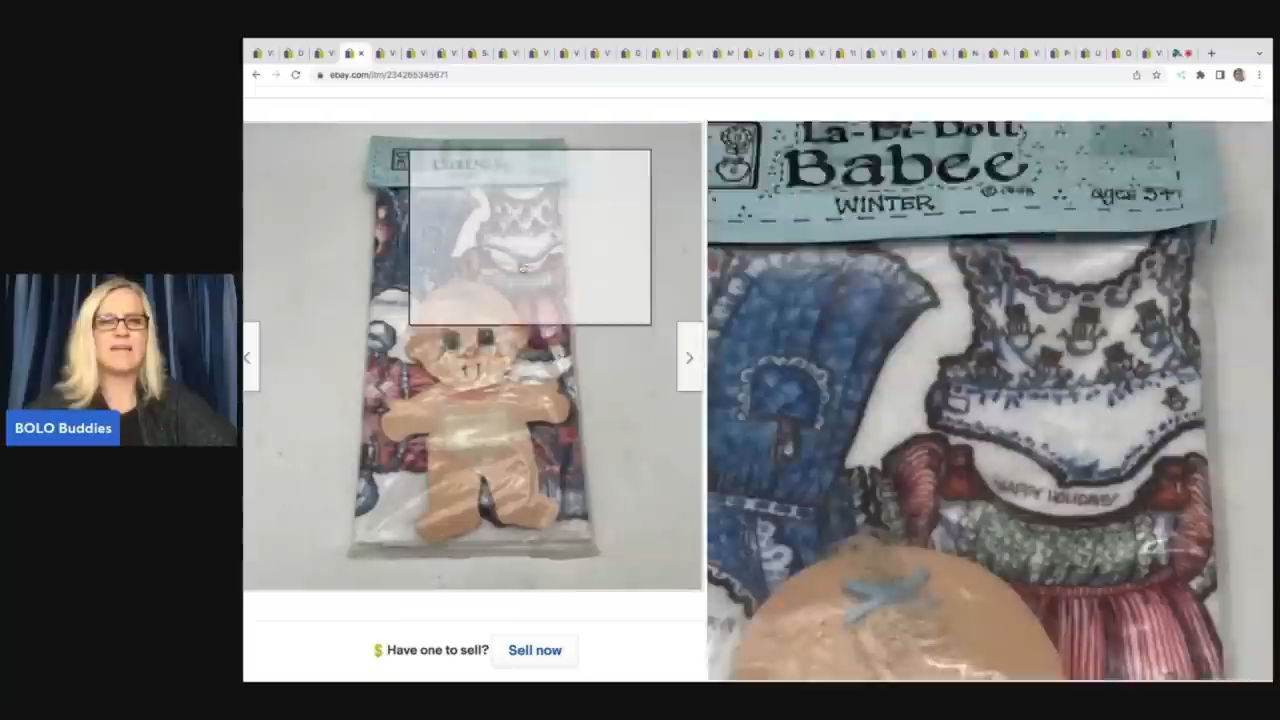 ebay.com/itm/234265345671
La-Di-Doll
Babee
WINTER
ages 3+
HAPPY HOLIDAYS!
BOLO Buddies
$ Have one to sell? Sell now